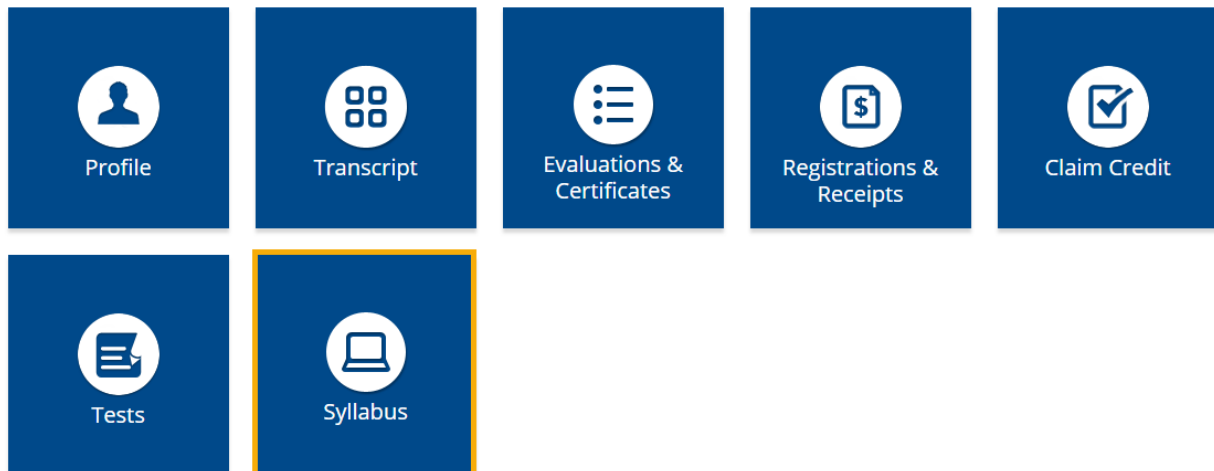 Profile
Transcript
Evaluations &
Certificates
Registrations &
Receipts
Claim Credit
Tests
Syllabus